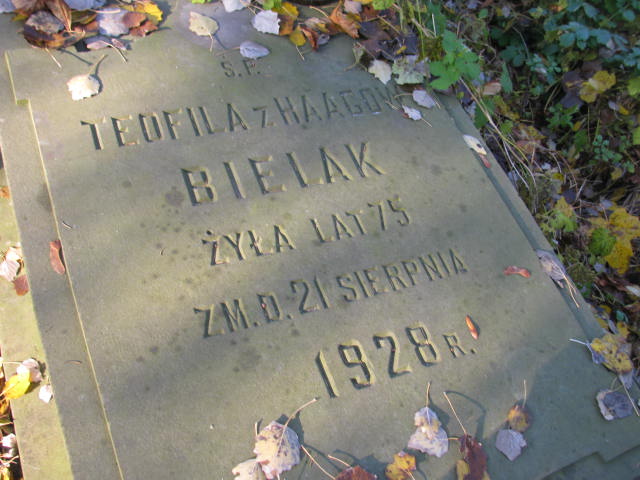 Ś.P.
TEOFILA Z HAAGÓW
BIELAK
ŻYŁA LAT 75
ZM. D. 21 SIERPNIA
1928 R.